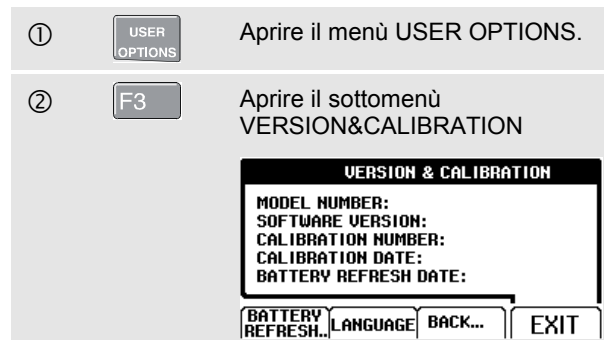 ① USER OPTIONS Aprire il menù USER OPTIONS.
② F3 Aprire il sottomenù
VERSION&CALIBRATION
VERSION & CALIBRATION
MODEL NUMBER:
SOFTWARE VERSION:
CALIBRATION NUMBER:
CALIBRATION DATE:
BATTERY REFRESH DATE:
BATTERY REFRESH.. LANGUAGE BACK... EXIT